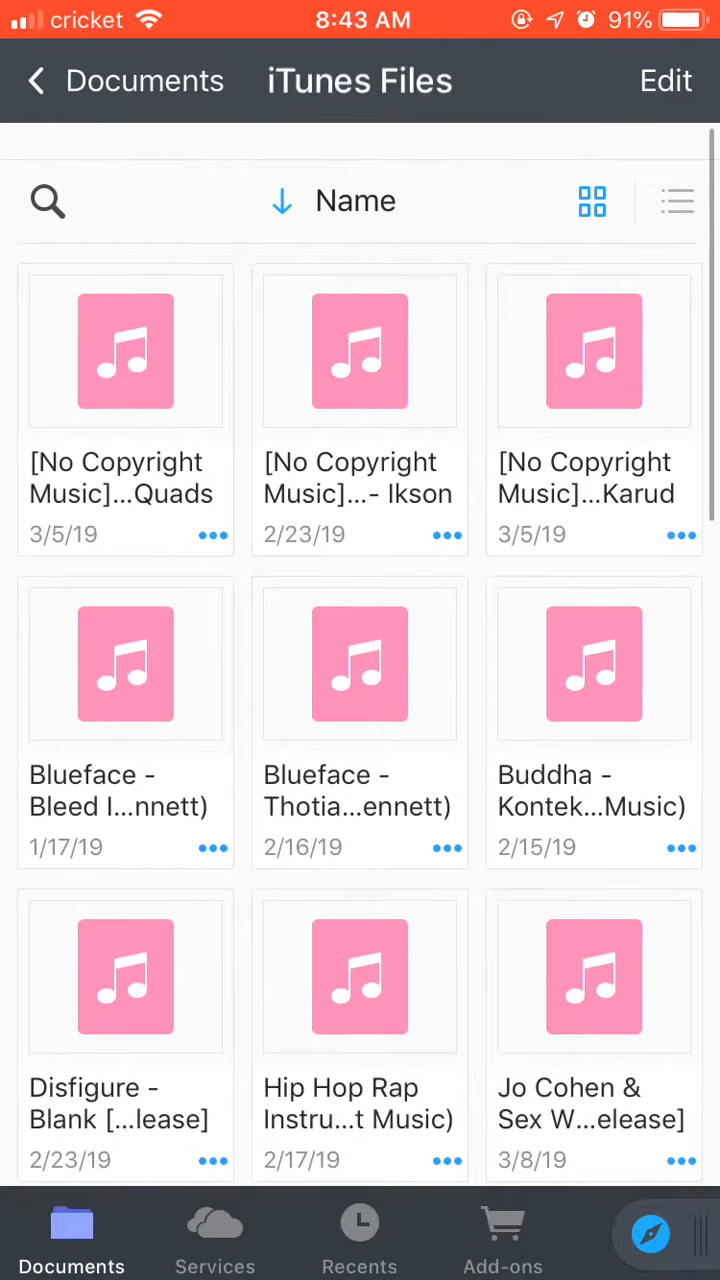 cricket 8:43 AM 91%
Documents iTunes Files Edit
Name
[No Copyright Music]...Quads
3/5/19
[No Copyright Music]...- Ikson
2/23/19
[No Copyright Music]...Karud
3/5/19
Blueface -
Bleed I...nnett)
1/17/19
Blueface -
Thotia...ennett)
2/16/19
Buddha -
Kontek...Music)
2/15/19
Disfigure -
Blank [...lease]
2/23/19
Hip Hop Rap
Instru...t Music)
2/17/19
Jo Cohen &
Sex W...elease]
3/8/19
Documents Services Recents Add-ons